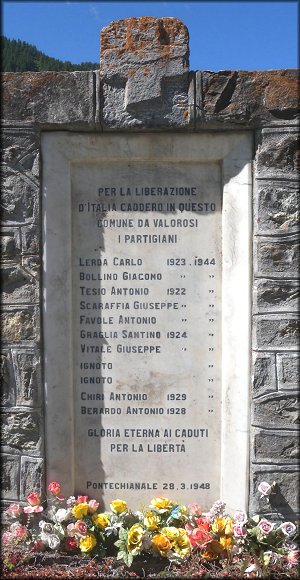 PER LA LIBERAZIONE
D'ITALIA CADDERO IN QUESTO
COMUNE DA VALOROSI
I PARTIGIANI
LERDA CARLO 1923 . 1944
BOLLINO GIACOMO " "
TESIO ANTONIO 1922 "
SCARAFFIA GIUSEPPE " "
FAVOLE ANTONIO " "
GRAGLIA SANTINO 1924 "
VITALE GIUSEPPE " "
IGNOTO "
IGNOTO "
CHIRI ANTONIO 1929 "
BERARDO ANTONIO 1928 "
GLORIA ETERNA AI CADUTI
PER LA LIBERTÀ
PONTECHIANALE 28.3.1948